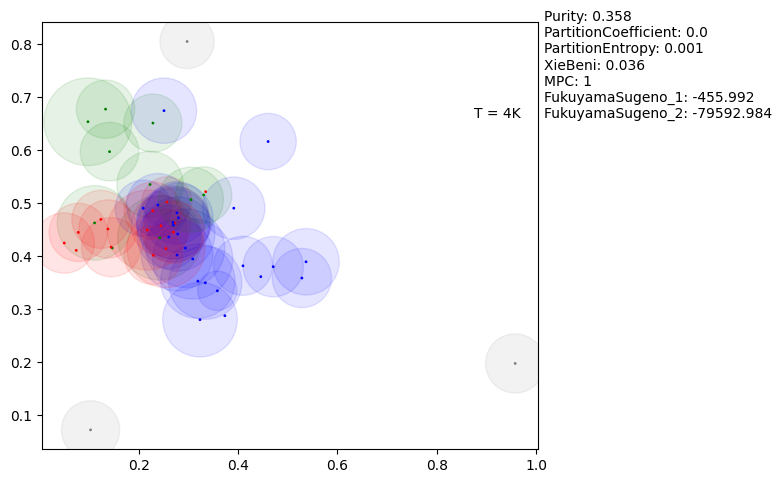 Purity: 0.358
PartitionCoefficient: 0.0
PartitionEntropy: 0.001
XieBeni: 0.036
MPC: 1
FukuyamaSugeno_1: -455.992
FukuyamaSugeno_2: -79592.984
T = 4K
0.8
0.7
0.6
0.5
0.4
0.3
0.2
0.1
0.2 0.4 0.6 0.8 1.0